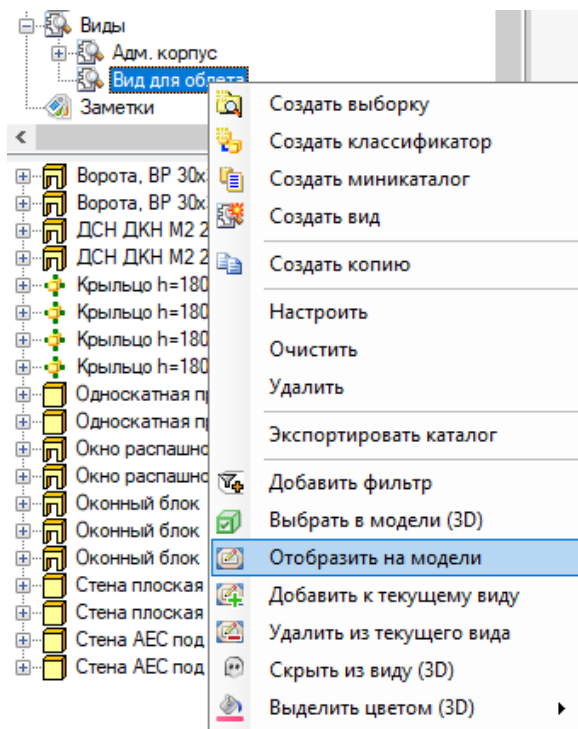 Виды
Адм. корпус
Вид для облета
Заметки
Ворота, ВР 30х
Ворота, ВР 30х
ДСН ДКН М2 2
ДСН ДКН М2 2
Крыльцо h=180
Крыльцо h=180
Крыльцо h=180
Крыльцо h=180
Односкатная п
Односкатная п
Окно распашно
Окно распашно
Оконный блок
Оконный блок
Оконный блок
Стена плоская
Стена плоская
Стена АЕС под
Стена АЕС под
Создать выборку
Создать классификатор
Создать миникаталог
Создать вид
Создать копию
Настроить
Очистить
Удалить
Экспортировать каталог
Добавить фильтр
Выбрать в модели (3D)
Отобразить на модели
Добавить к текущему виду
Удалить из текущего вида
Скрыть из виду (3D)
Выделить цветом (3D)